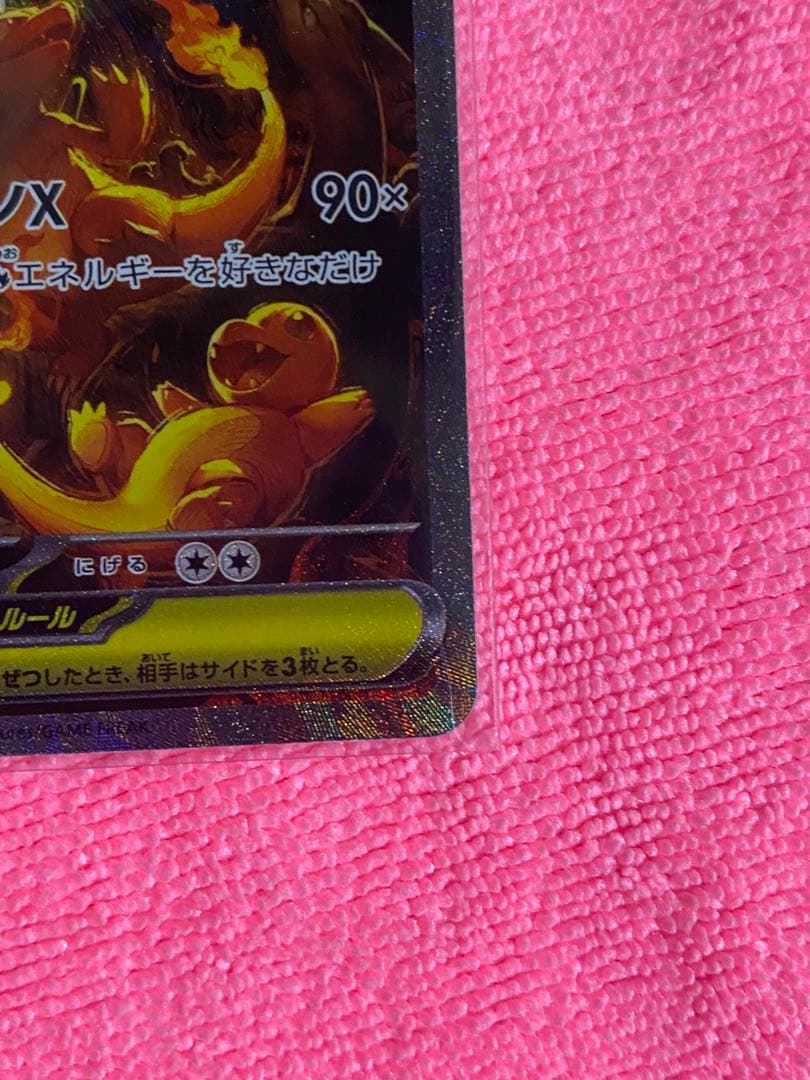 ノX 90×
エネルギーを好きなだけ
にげる
ルール
ぜつしたとき、相手はサイドを3枚とる。
ures/GAME FREAK